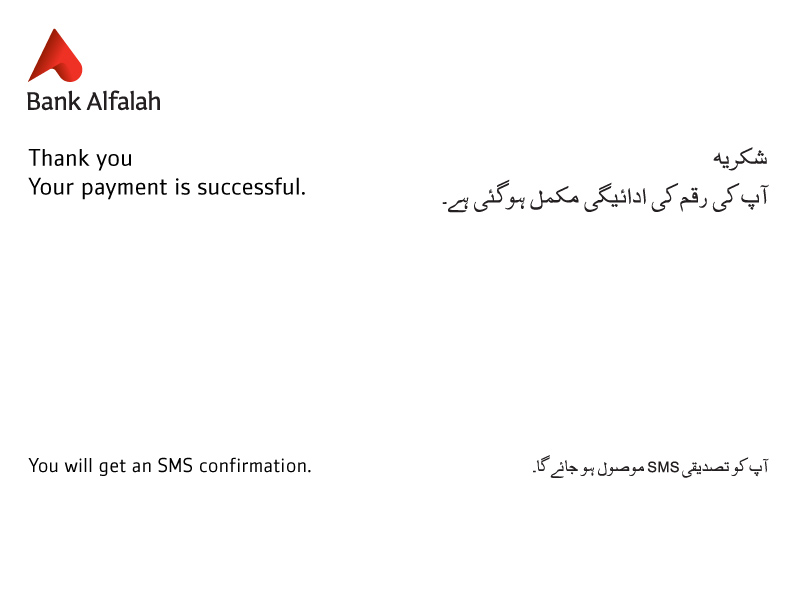 Bank Alfalah
Thank you
Your payment is successful.
شکریہ
آپ کی رقم کی ادائیگی مکمل ہوگئی ہے۔
You will get an SMS confirmation.
آپ کو تصدیقی SMS موصول ہو جائے گا۔